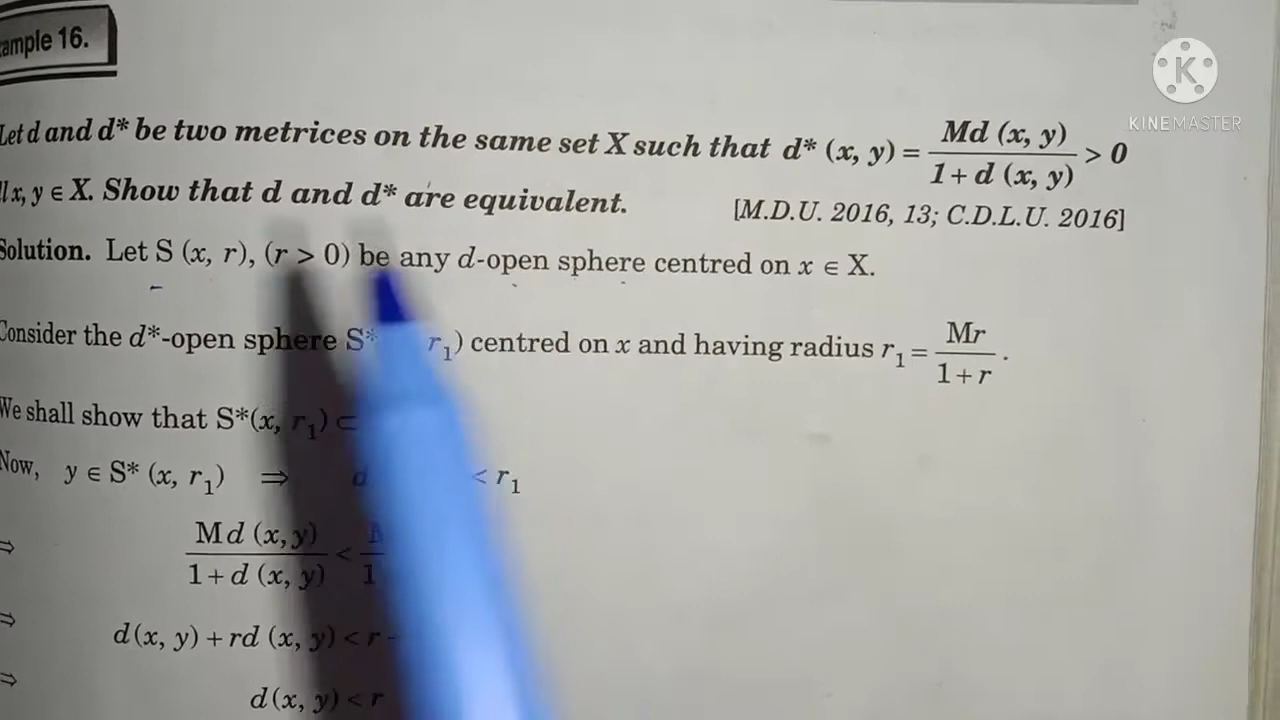 ample 16.
K
KINEMASTER
Let d and d* be two metrices on the same set X such that d* (x, y) = Md (x, y) / 1 + d (x, y) > 0
ll x, y ∈ X. Show that d and d* are equivalent.
[M.D.U. 2016, 13; C.D.L.U. 2016]
Solution. Let S (x, r), (r > 0) be any d-open sphere centred on x ∈ X.
Consider the d*-open sphere S* r₁) centred on x and having radius r₁ = Mr / 1 + r .
We shall show that S*(x, r₁) ⊂
Now, y ∈ S* (x, r₁) ⇒ d < r₁
⇒ Md (x, y) / 1 + d (x, y) <
⇒ d(x, y) + rd (x, y) < r -
⇒ d(x, y) < r